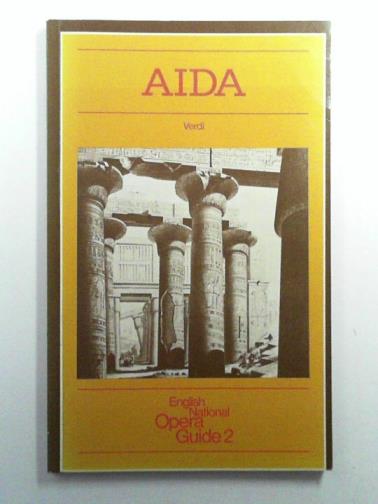 AIDA
Verdi
English
National
Opera
Guide 2